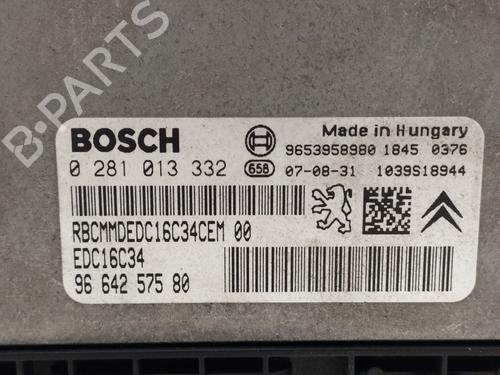 B-PARTS
BOSCH
Made in Hungary
9653958980 1845 0376
0 281 013 332
658 07-08-31 1039S18944
RBCMMDEDC16C34CEM 00
EDC16C34
96 642 575 80